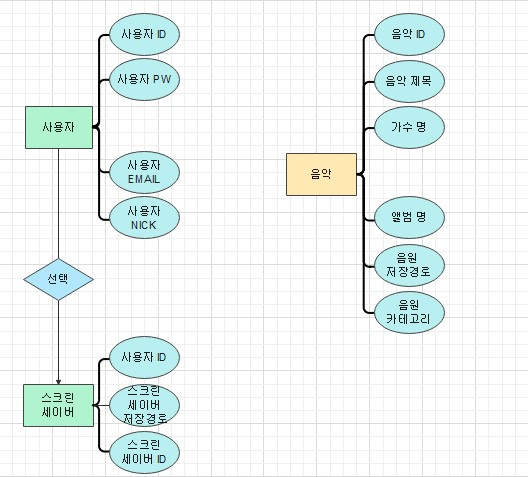 사용자 ID
사용자 PW
사용자
사용자
EMAIL
사용자
NICK
선택
사용자 ID
스크린
세이버
스크린
세이버
저장경로
스크린
세이버 ID
음악 ID
음악 제목
가수 명
음악
앨범 명
음원
저장경로
음원
카테고리